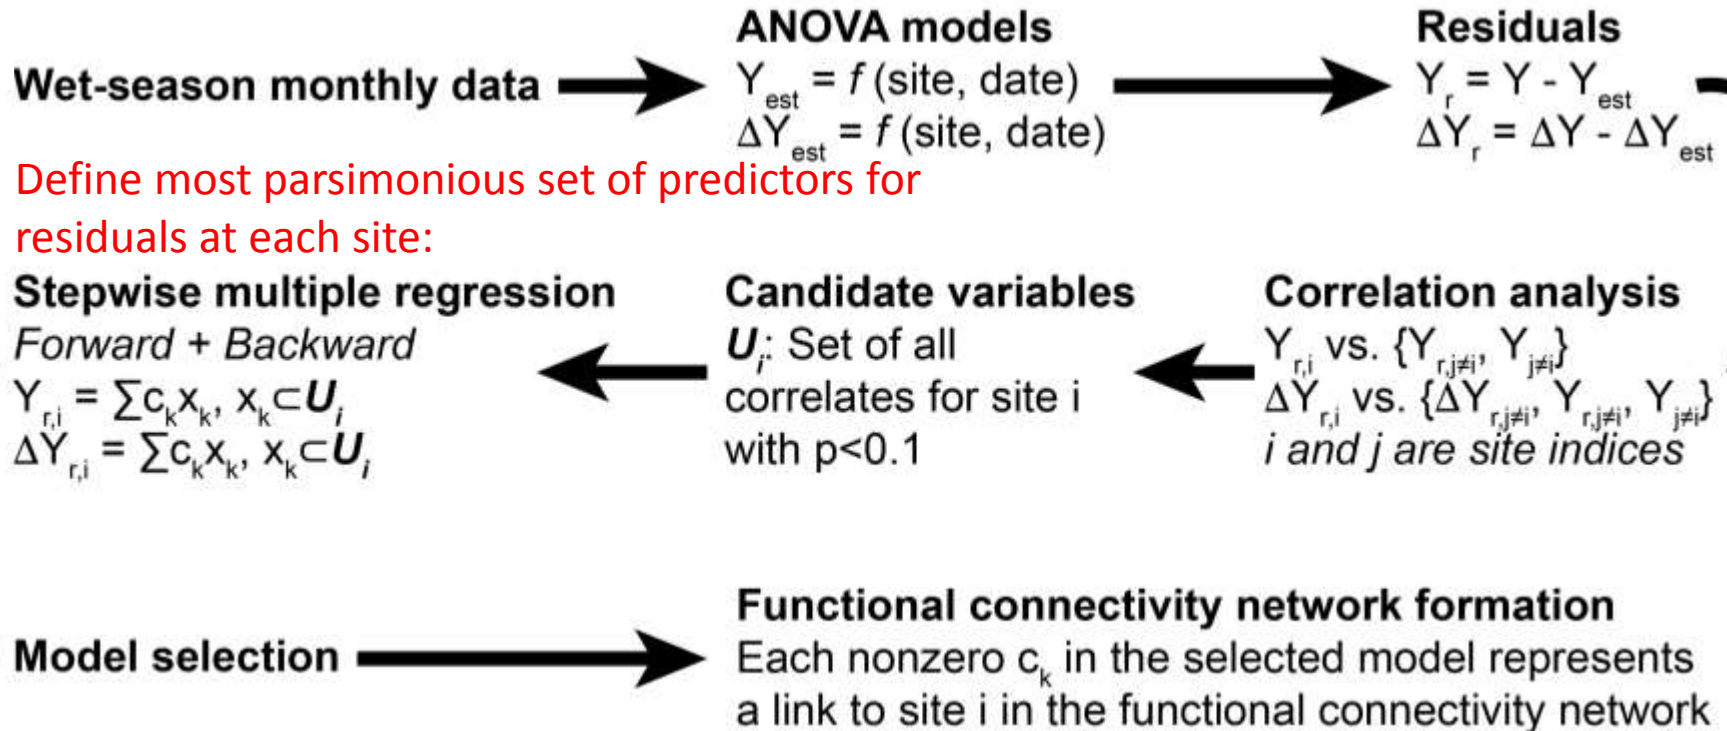 Wet-season monthly data
ANOVA models
Y_est = f (site, date)
ΔY_est = f (site, date)
Residuals
Y_r = Y - Y_est
ΔY_r = ΔY - ΔY_est
Define most parsimonious set of predictors for
residuals at each site:
Stepwise multiple regression
Forward + Backward
Y_r,i = ∑c_k x_k, x_k⊂U_i
ΔY_r,i = ∑c_k x_k, x_k⊂U_i
Candidate variables
U_i: Set of all
correlates for site i
with p<0.1
Correlation analysis
Y_r,i vs. {Y_r,j≠i, Y_j≠i}
ΔY_r,i vs. {ΔY_r,j≠i, Y_r,j≠i, Y_j≠i}
i and j are site indices
Model selection
Functional connectivity network formation
Each nonzero c_k in the selected model represents
a link to site i in the functional connectivity network